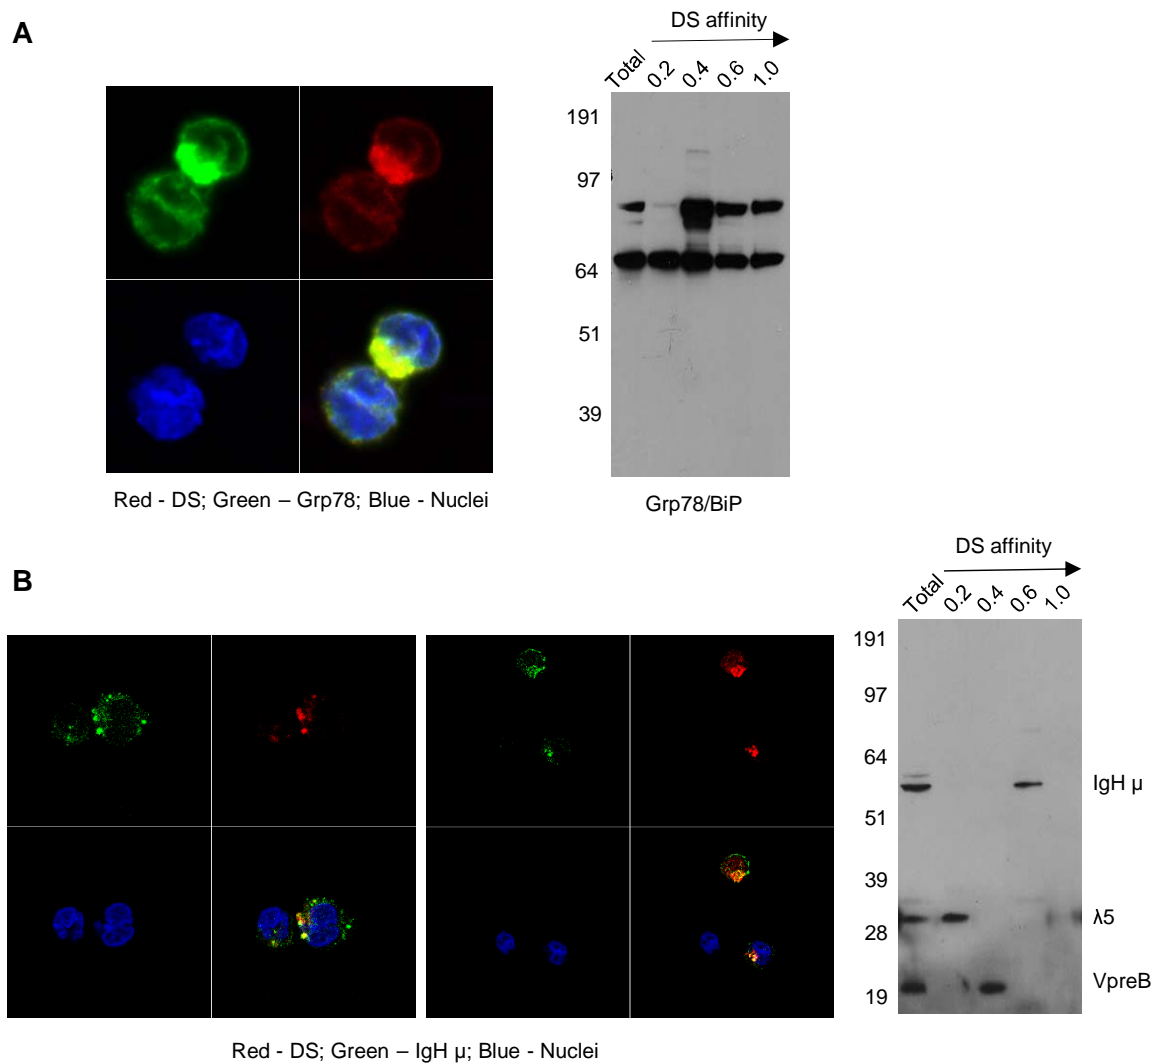 A
DS affinity
Total 0.2 0.4 0.6 1.0
191
97
64
51
39
Red - DS; Green – Grp78; Blue - Nuclei
Grp78/BiP
B
DS affinity
Total 0.2 0.4 0.6 1.0
191
97
64
51
39
28
19
IgH µ
λ5
VpreB
Red - DS; Green – IgH µ; Blue - Nuclei